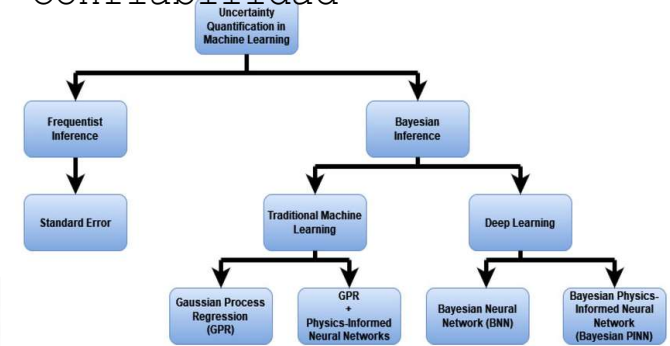 Confiabilidad
Uncertainty
Quantification in
Machine Learning
Frequentist
Inference
Bayesian
Inference
Standard Error
Traditional Machine
Learning
Deep Learning
Gaussian Process
Regression
(GPR)
GPR
+
Physics-Informed
Neural Networks
Bayesian Neural
Network (BNN)
Bayesian Physics-
Informed Neural
Network
(Bayesian PINN)